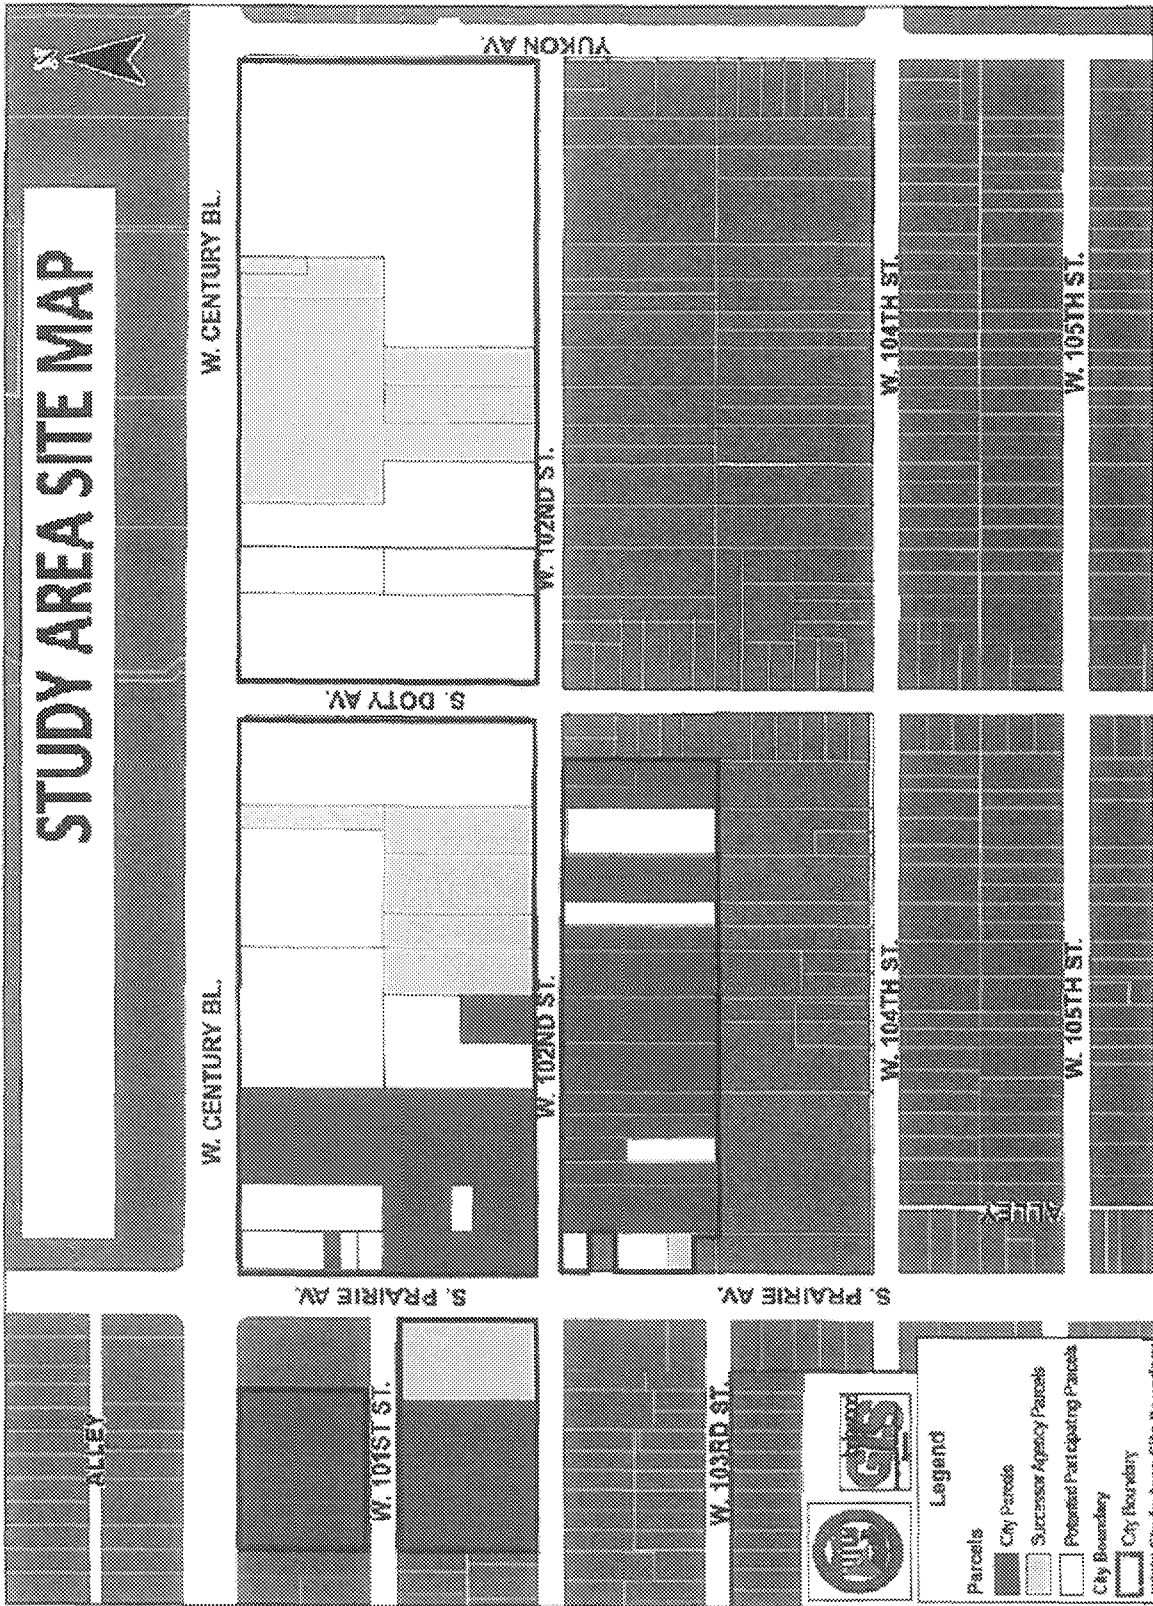 STUDY AREA SITE MAP
YUKON AV.
W. CENTURY BL.
W. CENTURY BL.
S. DOTY AV.
W. 102ND ST.
W. 102ND ST.
W. 104TH ST.
W. 104TH ST.
W. 105TH ST.
W. 105TH ST.
ALLEY
S. PRAIRIE AV.
S. PRAIRIE AV.
ALLEY
W. 101ST ST.
W. 103RD ST.
GIS
Legend
Parcels
City Parcels
Successor Agency Parcels
Potential Participating Parcels
City Boundary
City Boundary